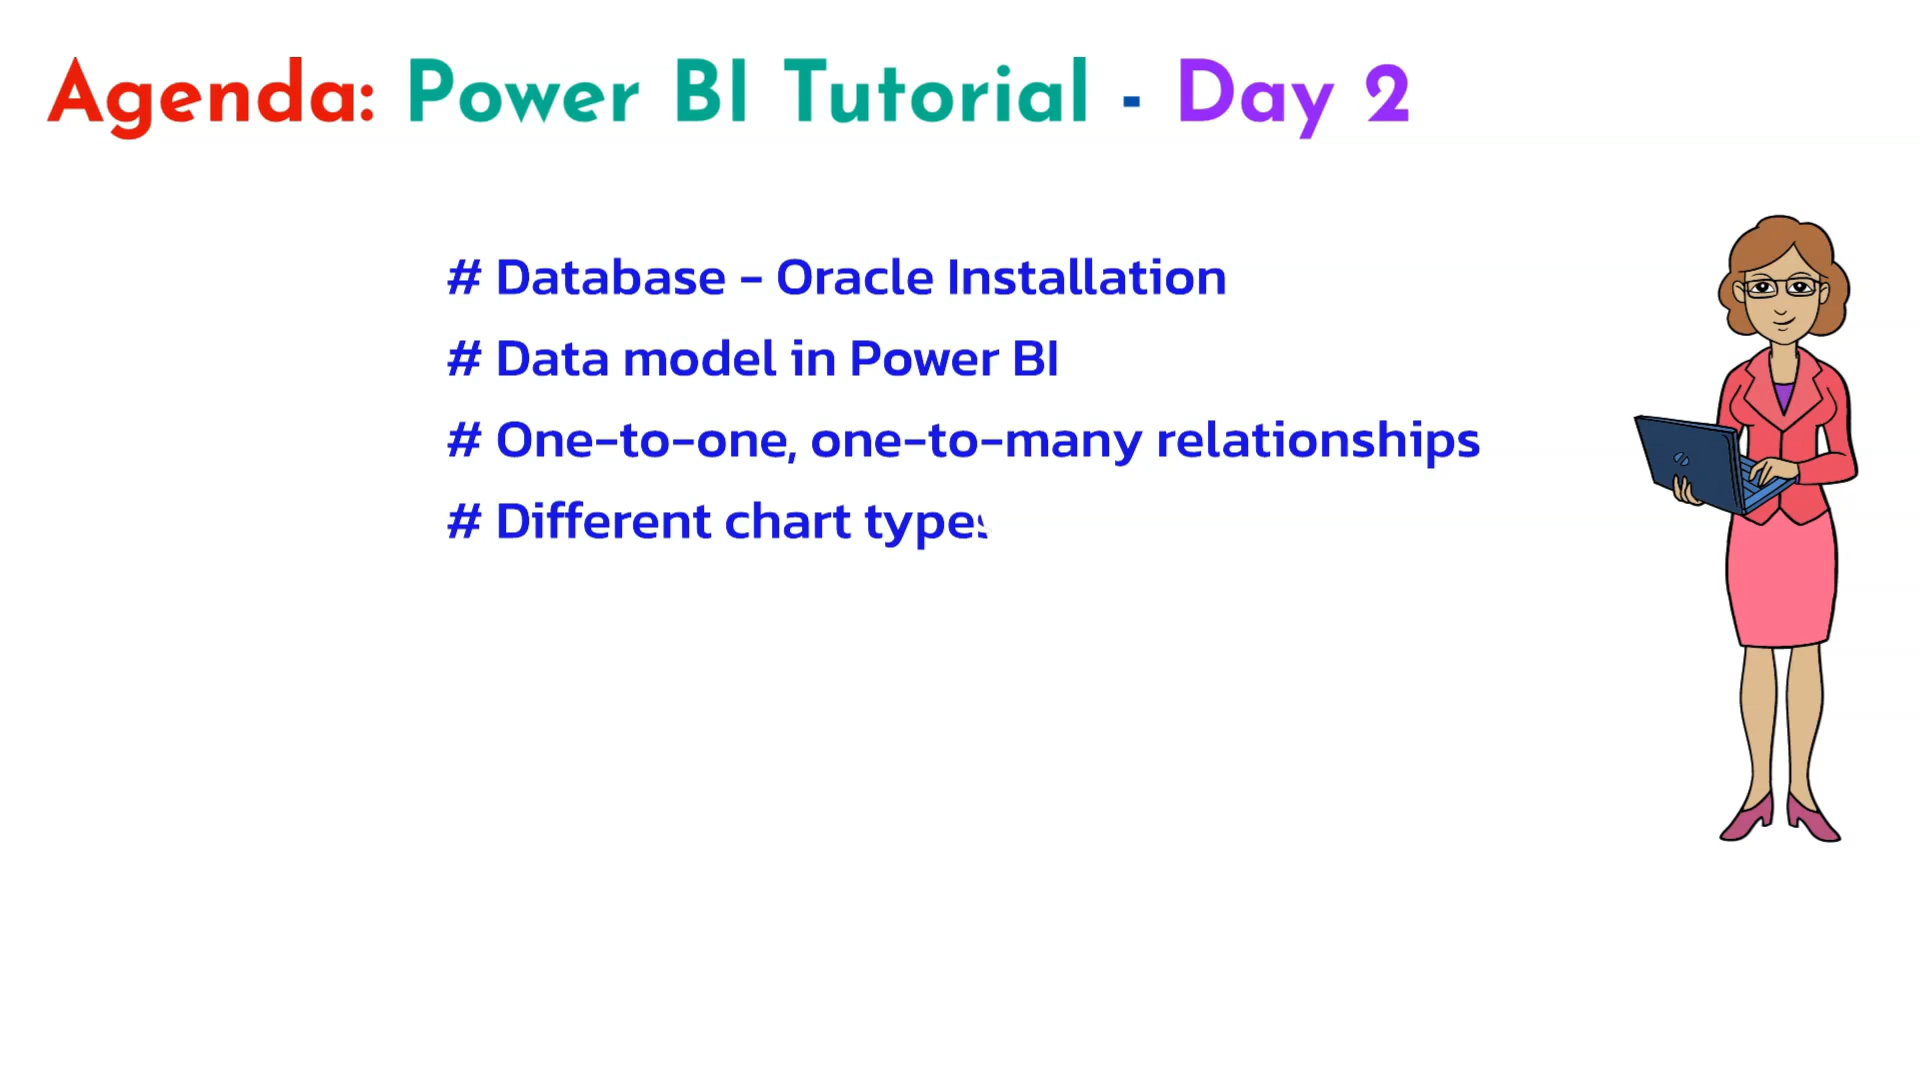 Agenda: Power BI Tutorial - Day 2
# Database - Oracle Installation
# Data model in Power BI
# One-to-one, one-to-many relationships
# Different chart types